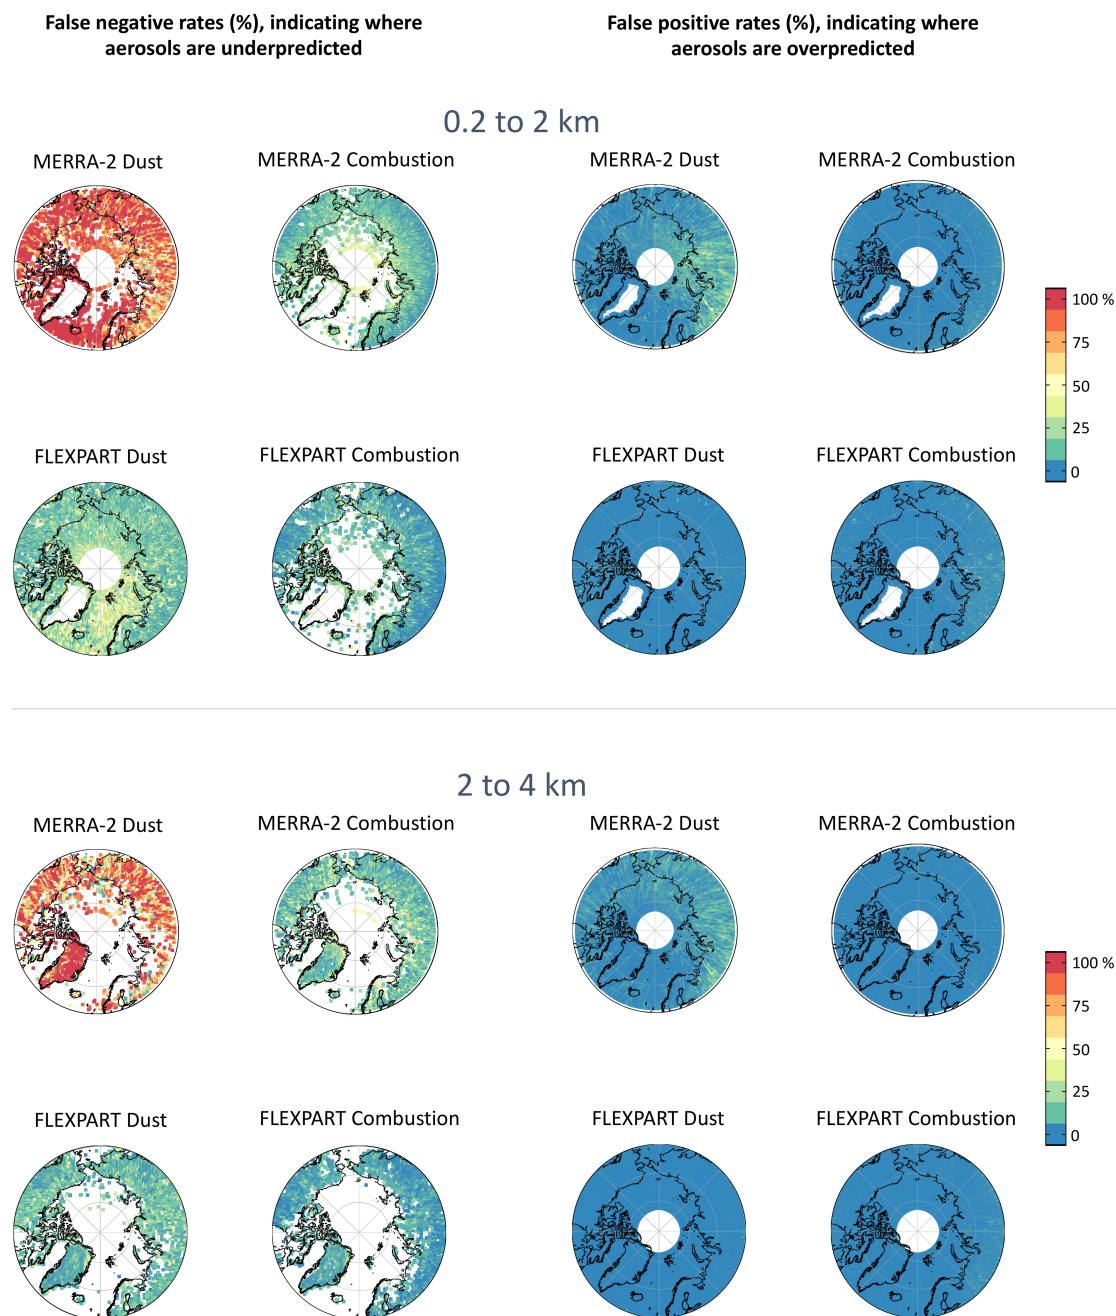 False negative rates (%), indicating where
aerosols are underpredicted
False positive rates (%), indicating where
aerosols are overpredicted
0.2 to 2 km
MERRA-2 Dust
MERRA-2 Combustion
MERRA-2 Dust
MERRA-2 Combustion
100 %
75
50
25
0
FLEXPART Dust
FLEXPART Combustion
FLEXPART Dust
FLEXPART Combustion
2 to 4 km
MERRA-2 Dust
MERRA-2 Combustion
MERRA-2 Dust
MERRA-2 Combustion
100 %
75
50
25
0
FLEXPART Dust
FLEXPART Combustion
FLEXPART Dust
FLEXPART Combustion